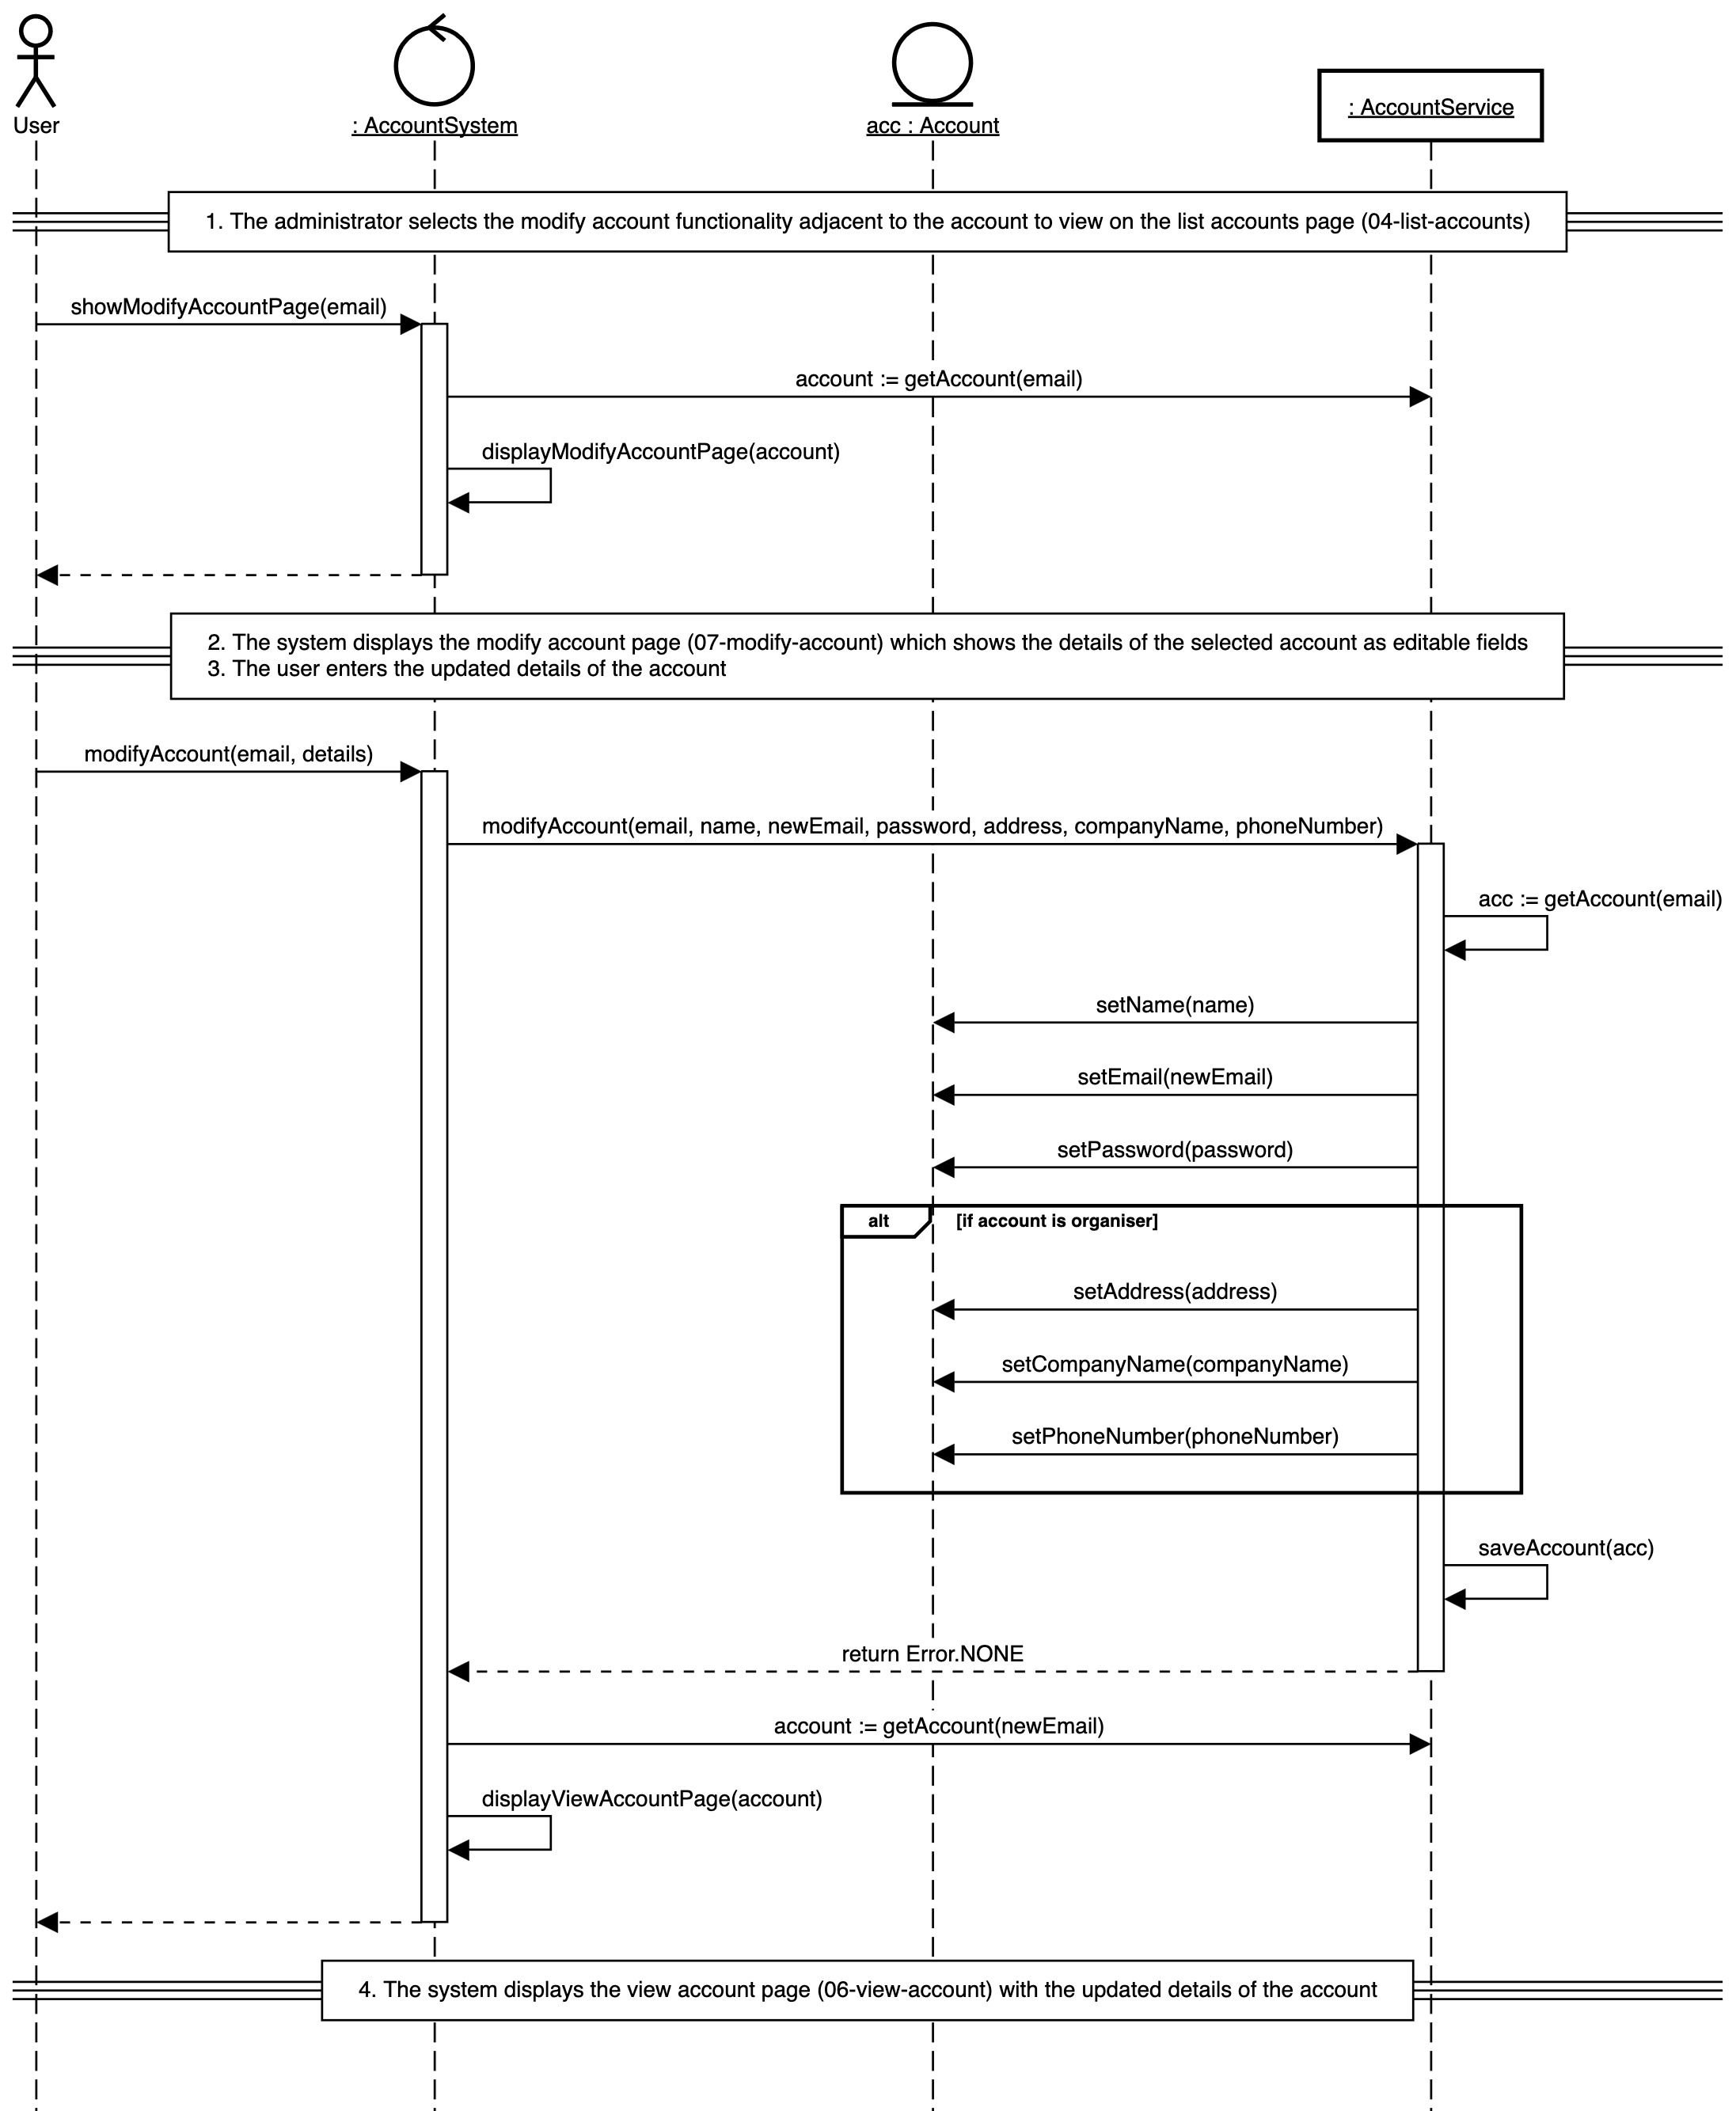 User
: AccountSystem
acc : Account
: AccountService
1. The administrator selects the modify account functionality adjacent to the account to view on the list accounts page (04-list-accounts)
showModifyAccountPage(email)
account := getAccount(email)
displayModifyAccountPage(account)
2. The system displays the modify account page (07-modify-account) which shows the details of the selected account as editable fields
3. The user enters the updated details of the account
modifyAccount(email, details)
modifyAccount(email, name, newEmail, password, address, companyName, phoneNumber)
acc := getAccount(email)
setName(name)
setEmail(newEmail)
setPassword(password)
alt [if account is organiser]
setAddress(address)
setCompanyName(companyName)
setPhoneNumber(phoneNumber)
saveAccount(acc)
return Error.NONE
account := getAccount(newEmail)
displayViewAccountPage(account)
4. The system displays the view account page (06-view-account) with the updated details of the account